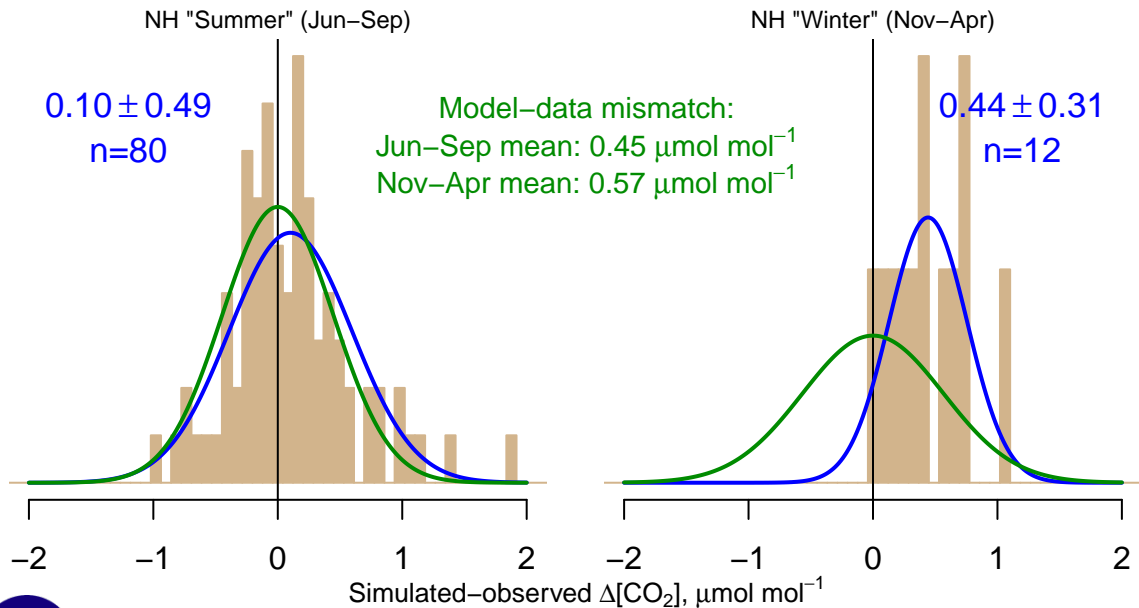 NH "Summer" (Jun−Sep)
0.10 ± 0.49
n=80
Model−data mismatch:
Jun−Sep mean: 0.45 μmol mol⁻¹
Nov−Apr mean: 0.57 μmol mol⁻¹
NH "Winter" (Nov−Apr)
0.44 ± 0.31
n=12
−2 −1 0 1 2
−2 −1 0 1 2
Simulated−observed Δ[CO₂], μmol mol⁻¹